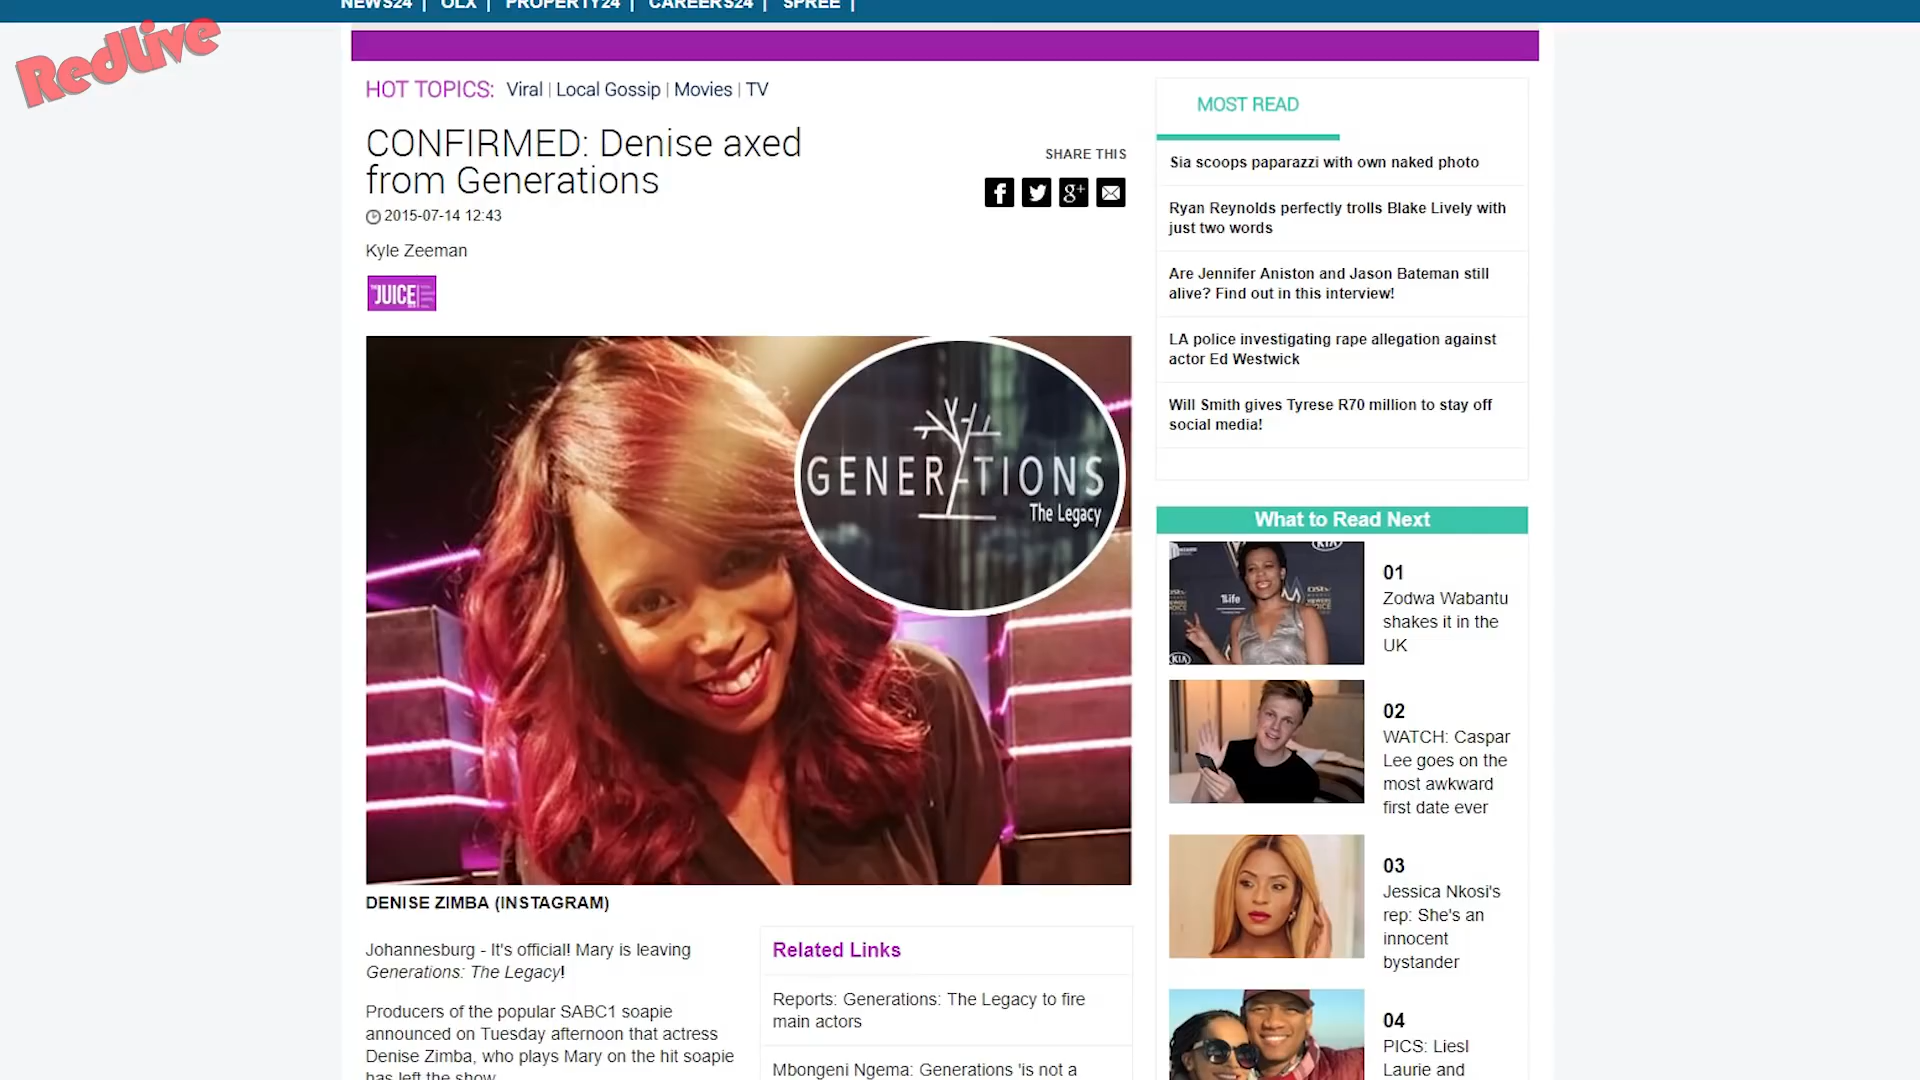 NEWS24 | OLX | PROPERTY24 | CAREERS24 | SPREE |
Redlive
HOT TOPICS: Viral | Local Gossip | Movies | TV
CONFIRMED: Denise axed
from Generations
2015-07-14 12:43
Kyle Zeeman
THE JUICE
SHARE THIS
GENERATIONS
The Legacy
DENISE ZIMBA (INSTAGRAM)
Johannesburg - It's official! Mary is leaving
Generations: The Legacy!
Producers of the popular SABC1 soapie
announced on Tuesday afternoon that actress
Denise Zimba, who plays Mary on the hit soapie
has left the show.
Related Links
Reports: Generations: The Legacy to fire
main actors
Mbongeni Ngema: Generations 'is not a
MOST READ
Sia scoops paparazzi with own naked photo
Ryan Reynolds perfectly trolls Blake Lively with
just two words
Are Jennifer Aniston and Jason Bateman still
alive? Find out in this interview!
LA police investigating rape allegation against
actor Ed Westwick
Will Smith gives Tyrese R70 million to stay off
social media!
What to Read Next
KIA
1life
KIA
01
Zodwa Wabantu
shakes it in the
UK
02
WATCH: Caspar
Lee goes on the
most awkward
first date ever
03
Jessica Nkosi's
rep: She's an
innocent
bystander
04
PICS: Liesl
Laurie and